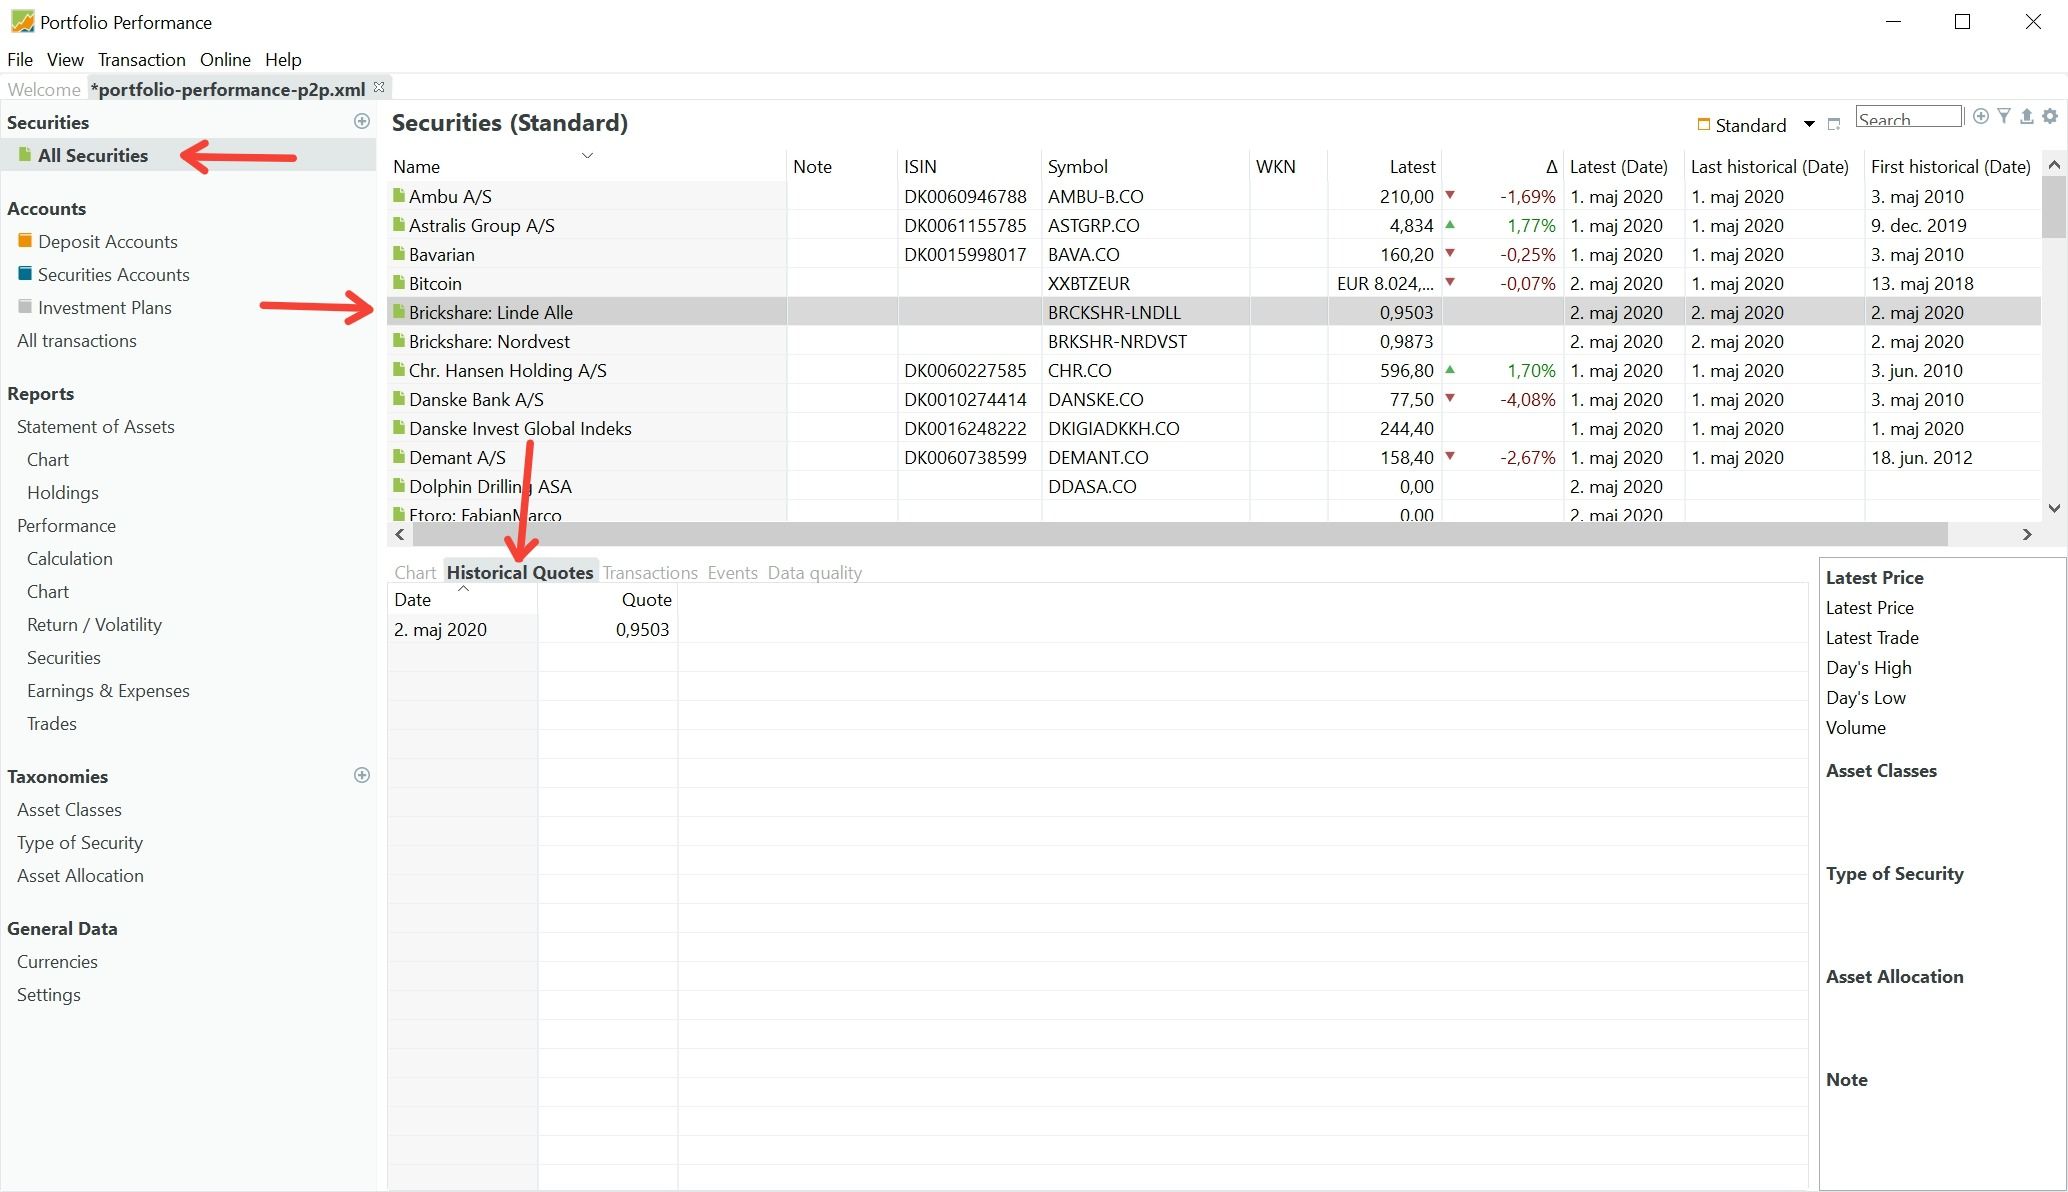 Portfolio Performance
File View Transaction Online Help
Welcome *portfolio-performance-p2p.xml
Securities
All Securities
Accounts
Deposit Accounts
Securities Accounts
Investment Plans
All transactions
Reports
Statement of Assets
Chart
Holdings
Performance
Calculation
Chart
Return / Volatility
Securities
Earnings & Expenses
Trades
Taxonomies
Asset Classes
Type of Security
Asset Allocation
General Data
Currencies
Settings
Securities (Standard)
Standard Search
Name Note ISIN Symbol WKN Latest Δ Latest (Date) Last historical (Date) First historical (Date)
Ambu A/S DK0060946788 AMBU-B.CO 210,00 -1,69% 1. maj 2020 1. maj 2020 3. maj 2010
Astralis Group A/S DK0061155785 ASTGRP.CO 4,834 1,77% 1. maj 2020 1. maj 2020 9. dec. 2019
Bavarian DK0015998017 BAVA.CO 160,20 -0,25% 1. maj 2020 1. maj 2020 3. maj 2010
Bitcoin XXBTZEUR EUR 8.024,... -0,07% 2. maj 2020 1. maj 2020 13. maj 2018
Brickshare: Linde Alle BRCKSHR-LNDLL 0,9503 2. maj 2020 2. maj 2020 2. maj 2020
Brickshare: Nordvest BRKSHR-NRDVST 0,9873 2. maj 2020 2. maj 2020 2. maj 2020
Chr. Hansen Holding A/S DK0060227585 CHR.CO 596,80 1,70% 1. maj 2020 1. maj 2020 3. jun. 2010
Danske Bank A/S DK0010274414 DANSKE.CO 77,50 -4,08% 1. maj 2020 1. maj 2020 3. maj 2010
Danske Invest Global Indeks DK0016248222 DKIGIADKKH.CO 244,40 1. maj 2020 1. maj 2020 1. maj 2020
Demant A/S DK0060738599 DEMANT.CO 158,40 -2,67% 1. maj 2020 1. maj 2020 18. jun. 2012
Dolphin Drilling ASA DDASA.CO 0,00 2. maj 2020
Etoro: FabianMarco 0,00 2. maj 2020
Chart Historical Quotes Transactions Events Data quality
Date Quote
2. maj 2020 0,9503
Latest Price
Latest Price
Latest Trade
Day's High
Day's Low
Volume
Asset Classes
Type of Security
Asset Allocation
Note